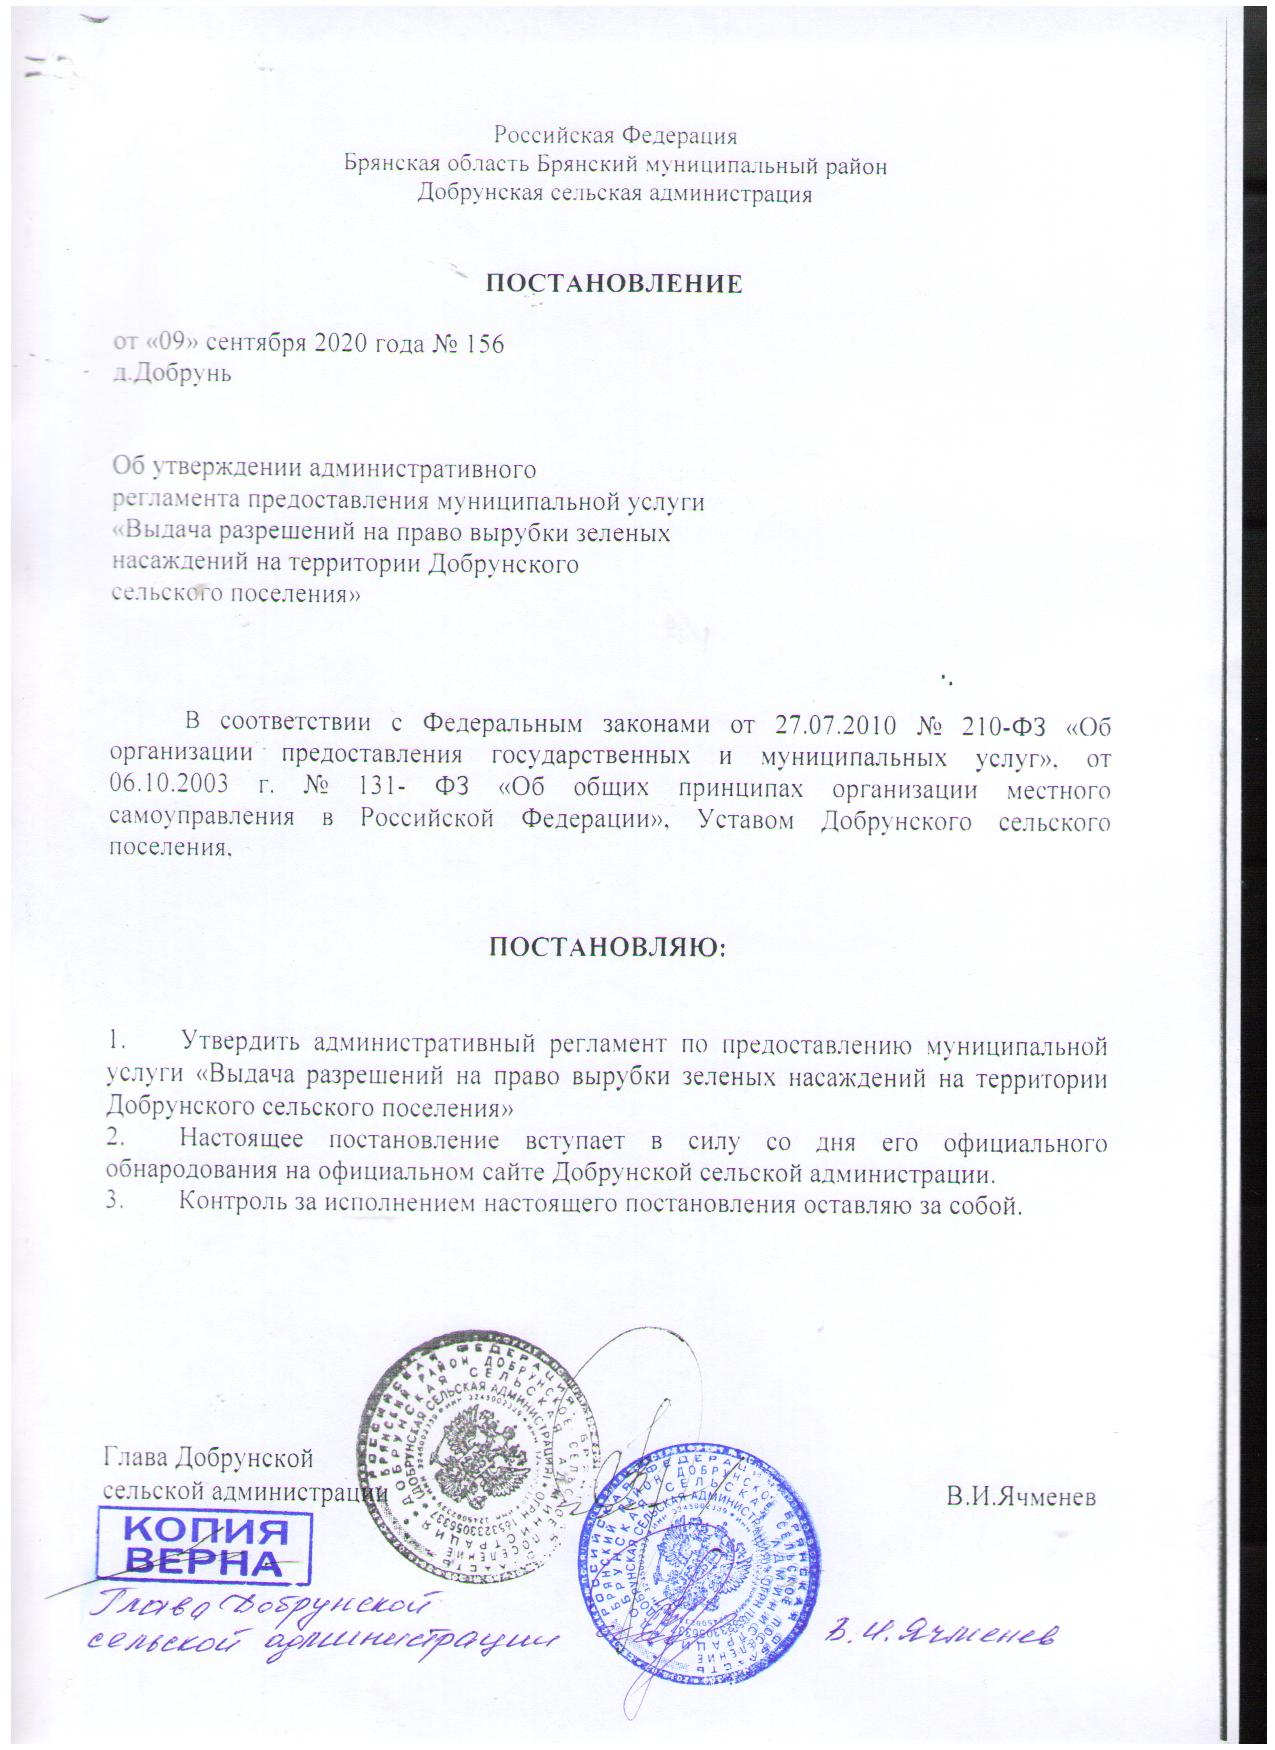 Российская Федерация
Брянская область Брянский муниципальный район
Добрунская сельская администрация
ПОСТАНОВЛЕНИЕ
от «09» сентября 2020 года № 156
д.Добрунь
Об утверждении административного
регламента предоставления муниципальной услуги
«Выдача разрешений на право вырубки зеленых
насаждений на территории Добрунского
сельского поселения»
В соответствии с Федеральным законами от 27.07.2010 № 210-ФЗ «Об
организации предоставления государственных и муниципальных услуг», от
06.10.2003 г. № 131- ФЗ «Об общих принципах организации местного
самоуправления в Российской Федерации», Уставом Добрунского сельского
поселения,
ПОСТАНОВЛЯЮ:
1. Утвердить административный регламент по предоставлению муниципальной
услуги «Выдача разрешений на право вырубки зеленых насаждений на территории
Добрунского сельского поселения»
2. Настоящее постановление вступает в силу со дня его официального
обнародования на официальном сайте Добрунской сельской администрации.
3. Контроль за исполнением настоящего постановления оставляю за собой.
Глава Добрунской
сельской администрации В.И.Ячменев
КОПИЯ
ВЕРНА
Глава Добрунской
сельской администрации В.И.Ячменев